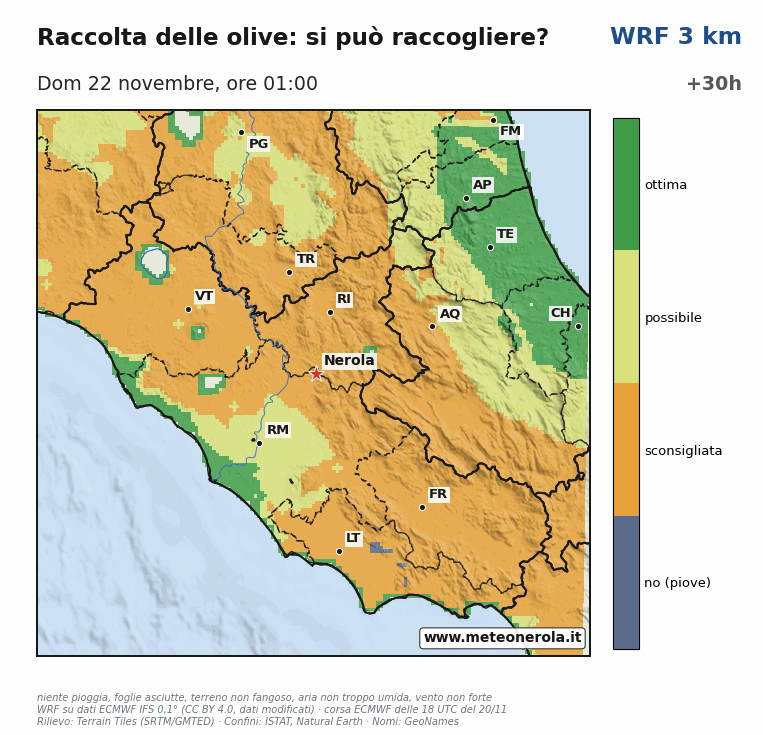 Raccolta delle olive: si può raccogliere?
WRF 3 km
Dom 22 novembre, ore 01:00
+30h
FM
PG
AP
TE
TR
VT
RI
AQ
CH
Nerola
RM
FR
LT
www.meteonerola.it
ottima
possibile
sconsigliata
no (piove)
niente pioggia, foglie asciutte, terreno non fangoso, aria non troppo umida, vento non forte
WRF su dati ECMWF IFS 0,1° (CC BY 4.0, dati modificati) · corsa ECMWF delle 18 UTC del 20/11
Rilievo: Terrain Tiles (SRTM/GMTED) · Confini: ISTAT, Natural Earth · Nomi: GeoNames